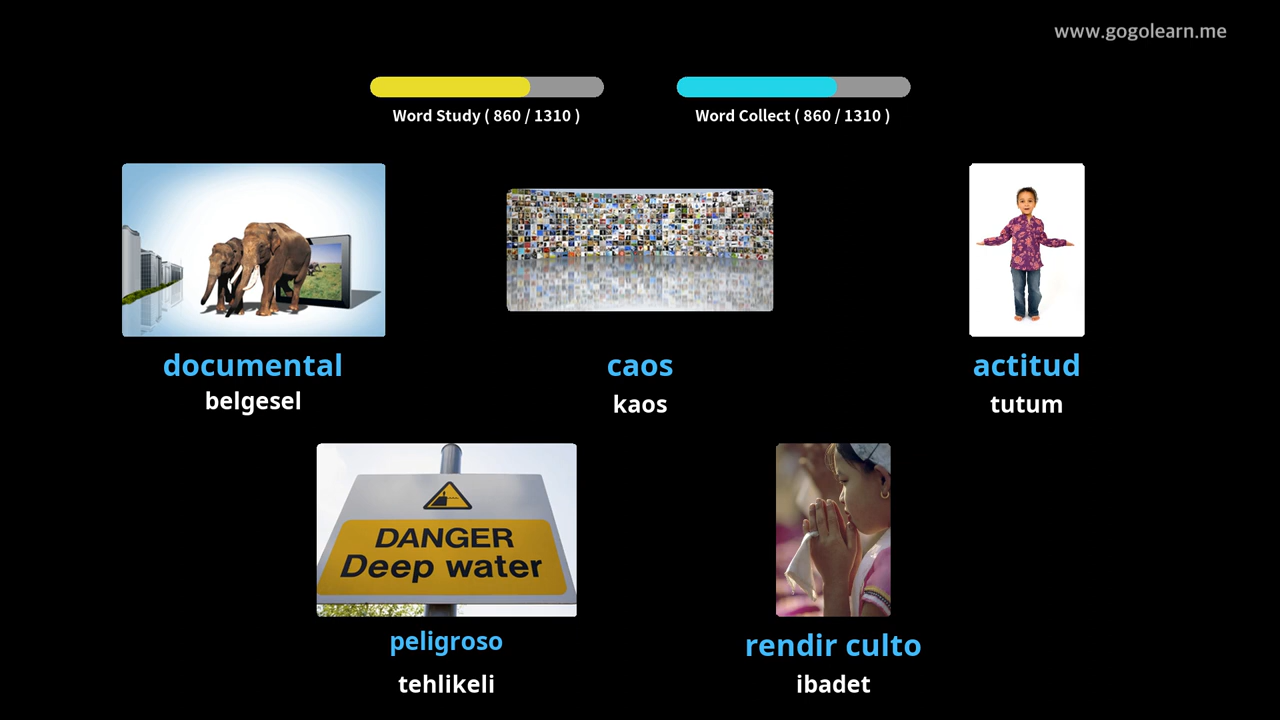 www.gogolearn.me
Word Study ( 860 / 1310 )
Word Collect ( 860 / 1310 )
documental
belgesel
caos
kaos
actitud
tutum
DANGER
Deep water
peligroso
tehlikeli
rendir culto
ibadet